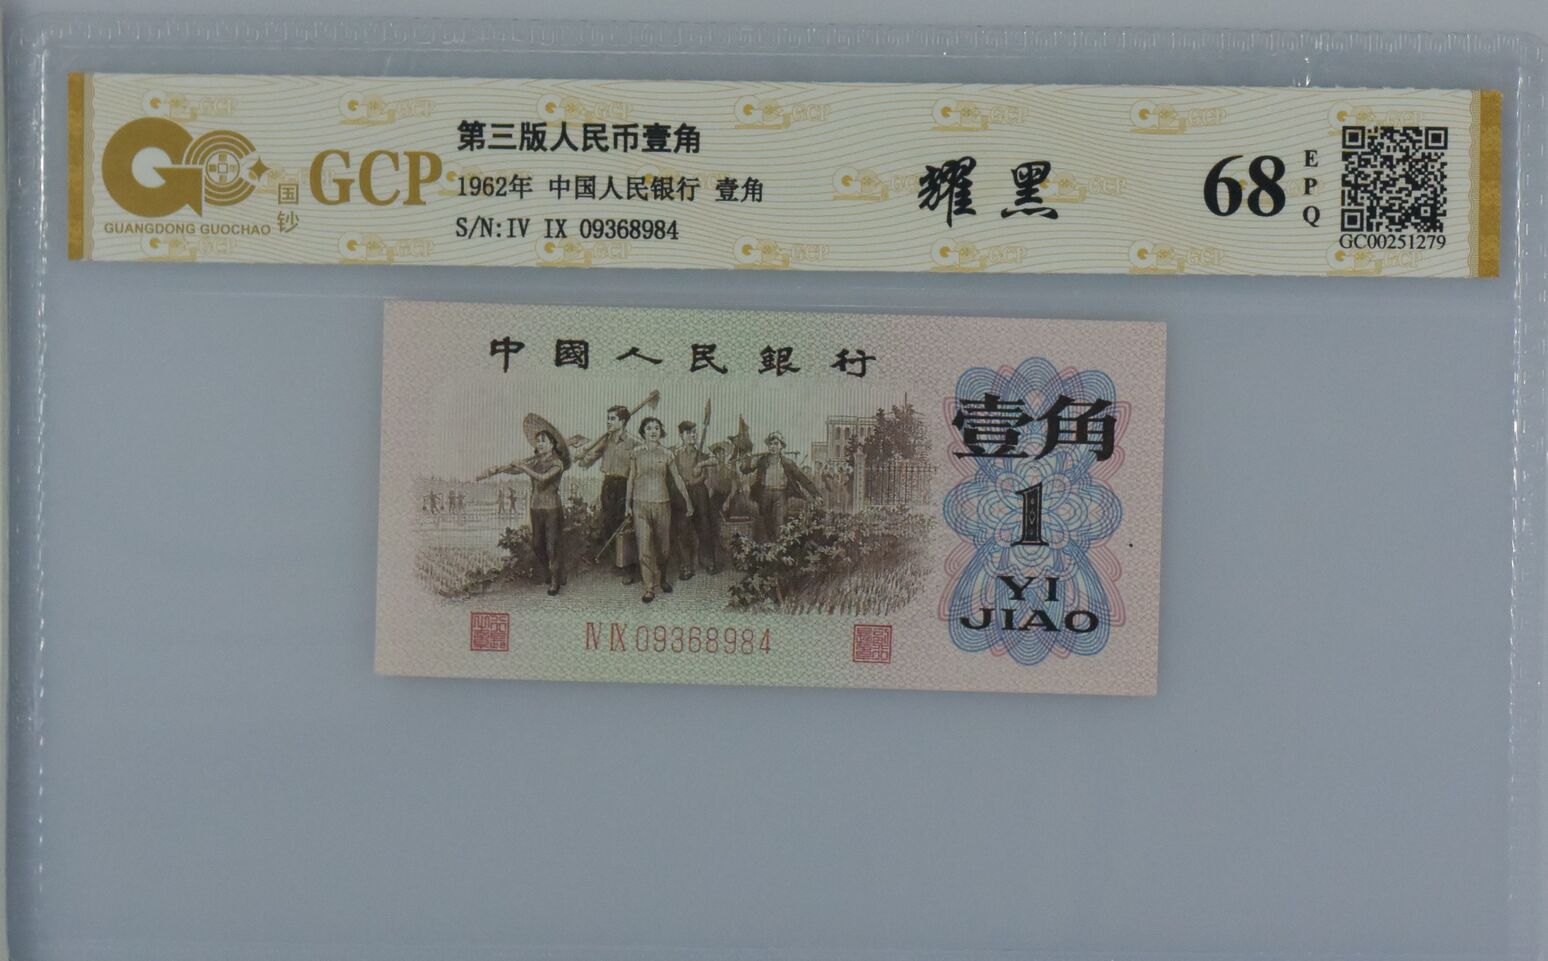 第三版人民币壹角
GCP
国钞
GUANGDONG GUOCHAO
1962年 中国人民银行 壹角
S/N:IV IX 09368984
耀黑
68
EPQ
GC00251279
中國人民銀行
壹角
1
YI
JIAO
IV IX 09368984